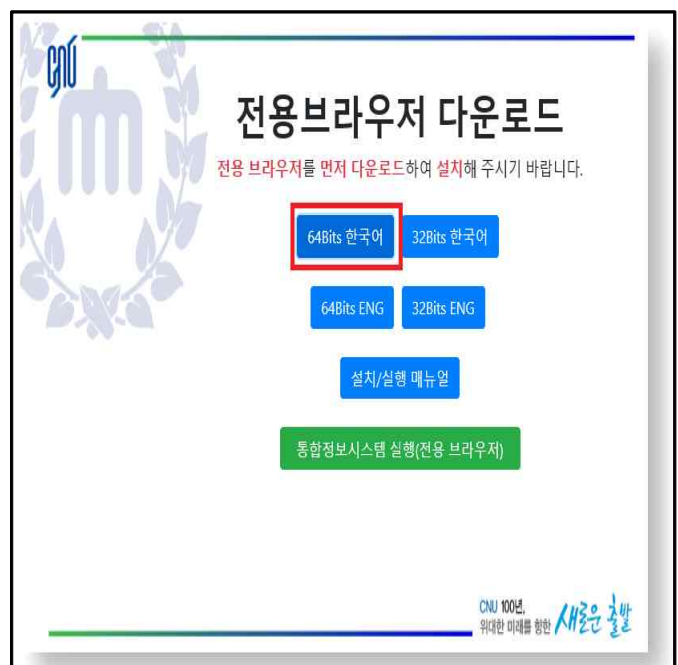 CNU
전용브라우저 다운로드
전용 브라우저를 먼저 다운로드하여 설치해 주시기 바랍니다.
64Bits 한국어 32Bits 한국어
64Bits ENG 32Bits ENG
설치/실행 매뉴얼
통합정보시스템 실행(전용 브라우저)
CNU 100년,
위대한 미래를 향한 새로운 출발